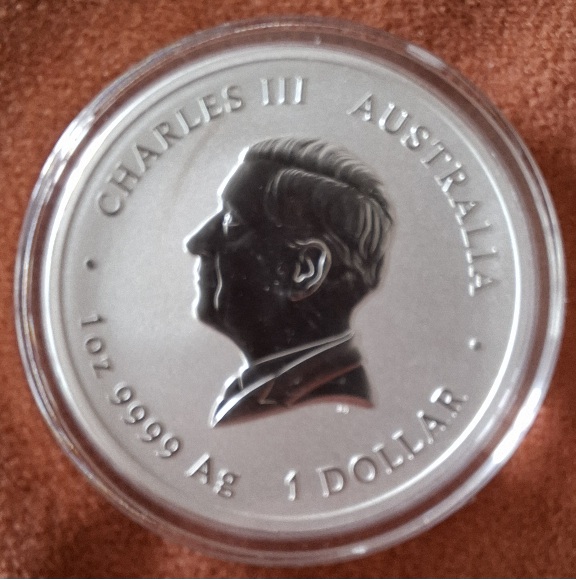 CHARLES III AUSTRALIA
1oz 9999 Ag 1 DOLLAR